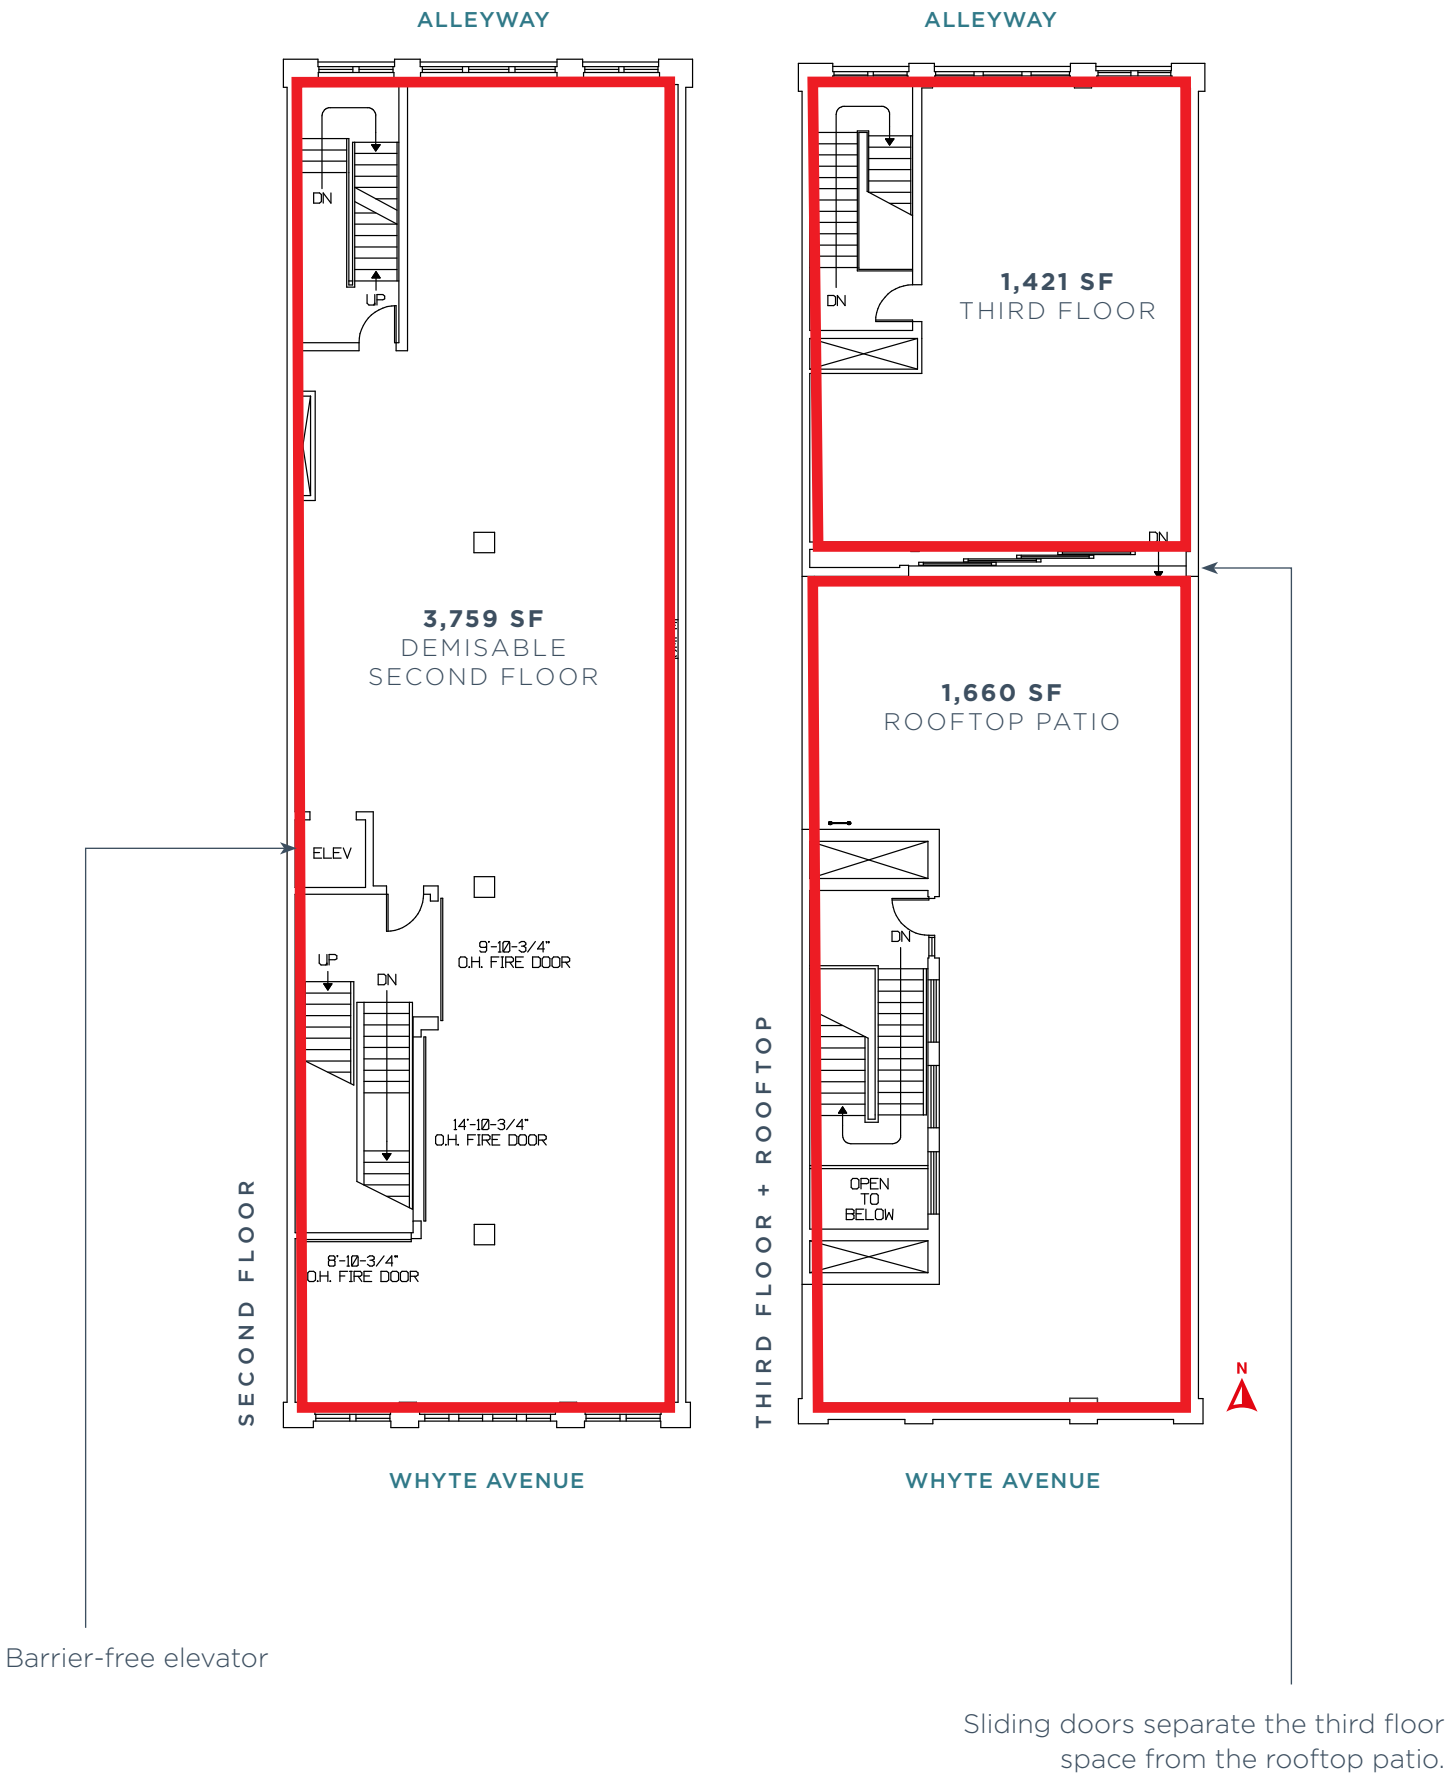 ALLEYWAY
DN
UP
3,759 SF
DEMISABLE
SECOND FLOOR
ELEV
9'-10-3/4"
O.H. FIRE DOOR
UP
DN
14'-10-3/4"
O.H. FIRE DOOR
8'-10-3/4"
O.H. FIRE DOOR
SECOND FLOOR
WHYTE AVENUE
Barrier-free elevator
ALLEYWAY
DN
1,421 SF
THIRD FLOOR
DN
1,660 SF
ROOFTOP PATIO
DN
OPEN
TO
BELOW
THIRD FLOOR + ROOFTOP
N
WHYTE AVENUE
Sliding doors separate the third floor
space from the rooftop patio.